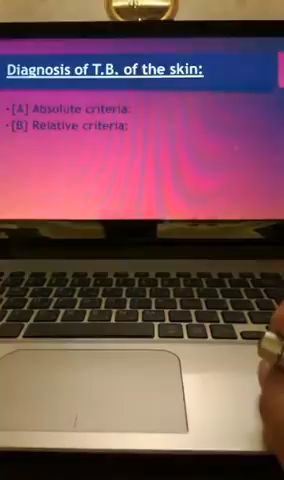 Diagnosis of T.B. of the skin:
• [A] Absolute criteria:
• [B] Relative criteria;